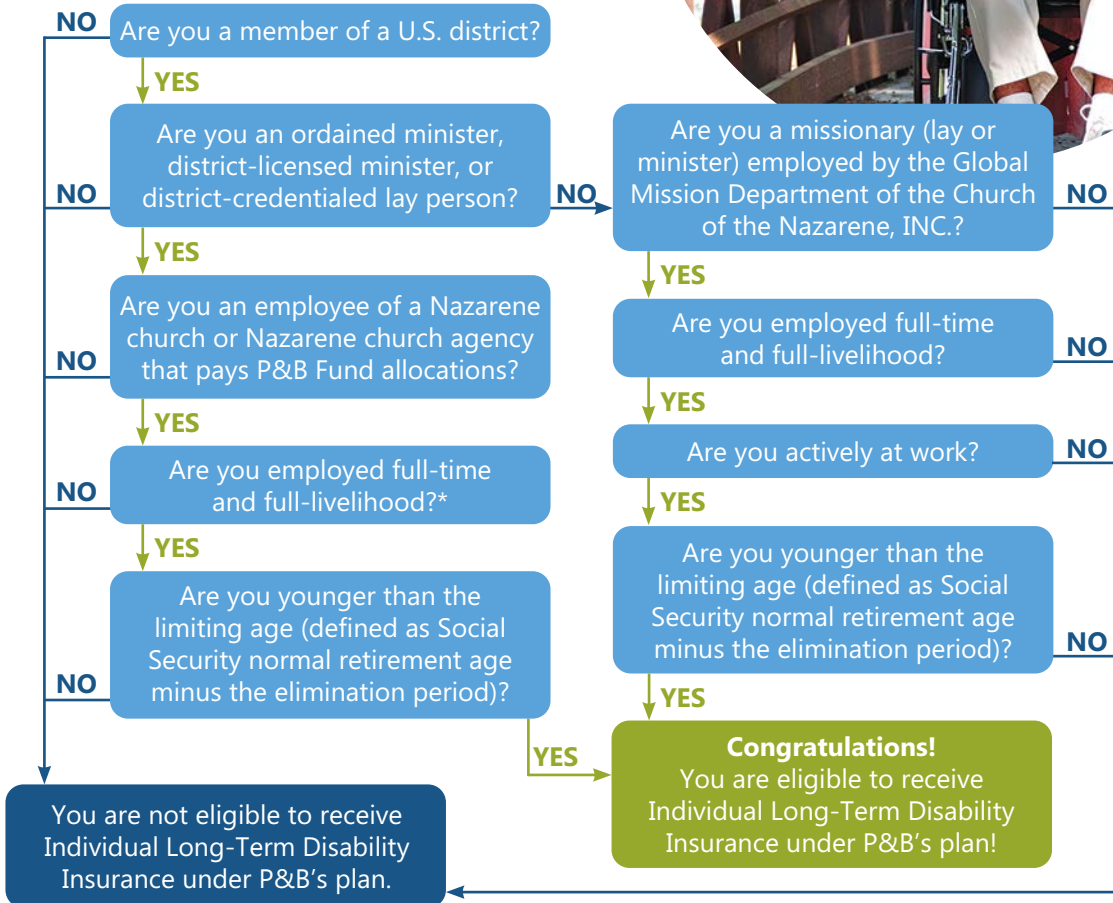 NO
Are you a member of a U.S. district?
YES
Are you an ordained minister,
district-licensed minister, or
district-credentialed lay person?
NO
NO
YES
Are you an employee of a Nazarene
church or Nazarene church agency
that pays P&B Fund allocations?
NO
YES
Are you employed full-time
and full-livelihood?*
NO
YES
Are you younger than the
limiting age (defined as Social
Security normal retirement age
minus the elimination period)?
NO
YES
You are not eligible to receive
Individual Long-Term Disability
Insurance under P&B's plan.
Are you a missionary (lay or
minister) employed by the Global
Mission Department of the Church
of the Nazarene, INC.?
NO
YES
Are you employed full-time
and full-livelihood?
NO
YES
Are you actively at work?
NO
YES
Are you younger than the
limiting age (defined as Social
Security normal retirement age
minus the elimination period)?
NO
YES
Congratulations!
You are eligible to receive
Individual Long-Term Disability
Insurance under P&B's plan!